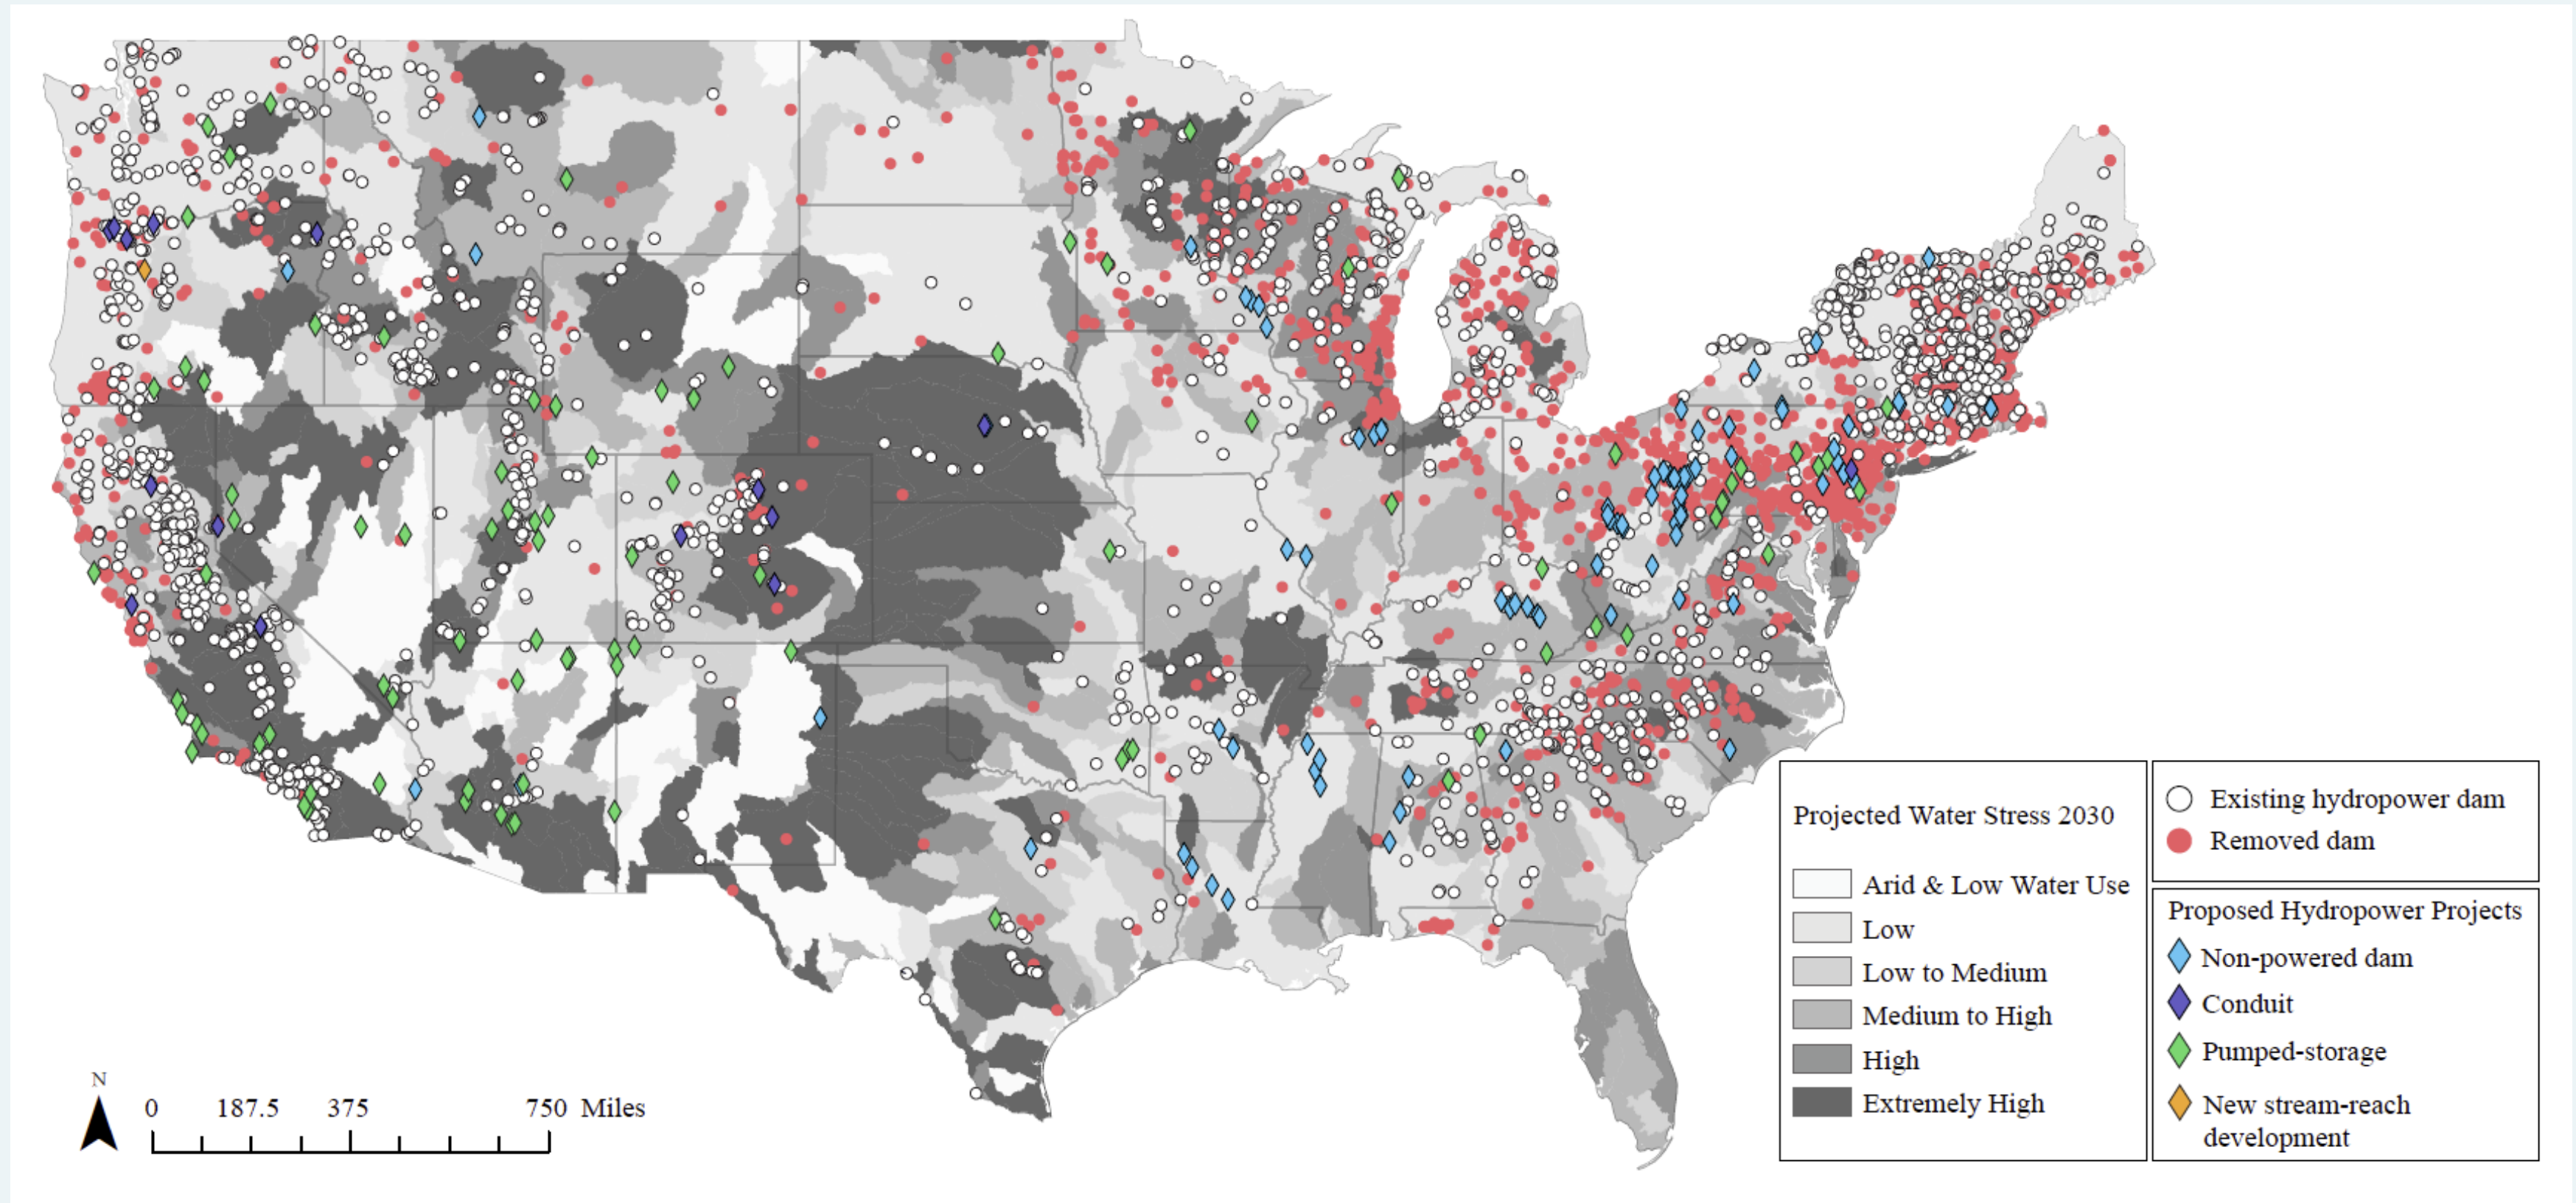 Projected Water Stress 2030
Arid & Low Water Use
Low
Low to Medium
Medium to High
High
Extremely High
Existing hydropower dam
Removed dam
Proposed Hydropower Projects
Non-powered dam
Conduit
Pumped-storage
New stream-reach
development
N
0 187.5 375 750 Miles